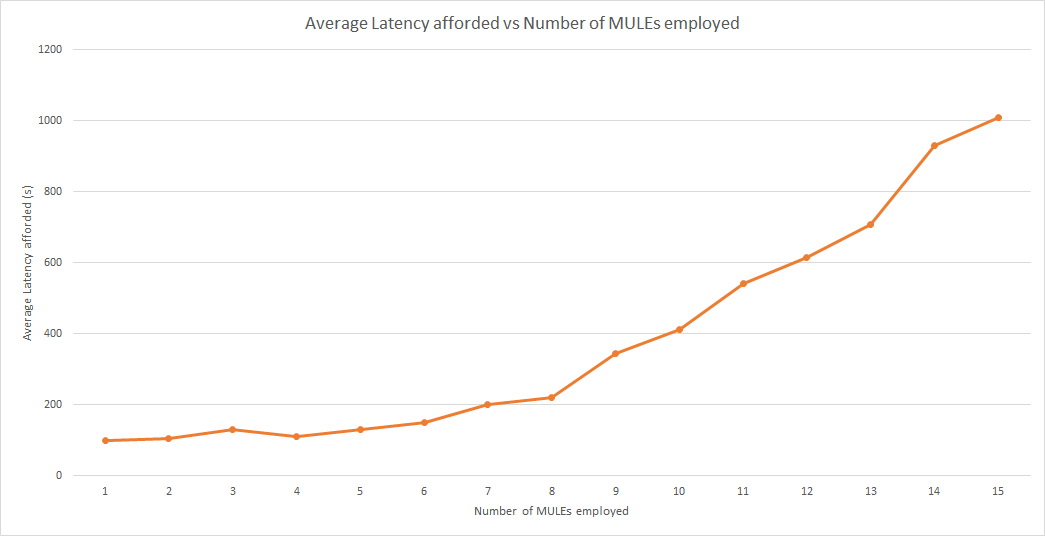 Average Latency afforded vs Number of MULEs employed
1200
1000
800
600
400
200
0
Average Latency afforded (s)
1 2 3 4 5 6 7 8 9 10 11 12 13 14 15
Number of MULEs employed